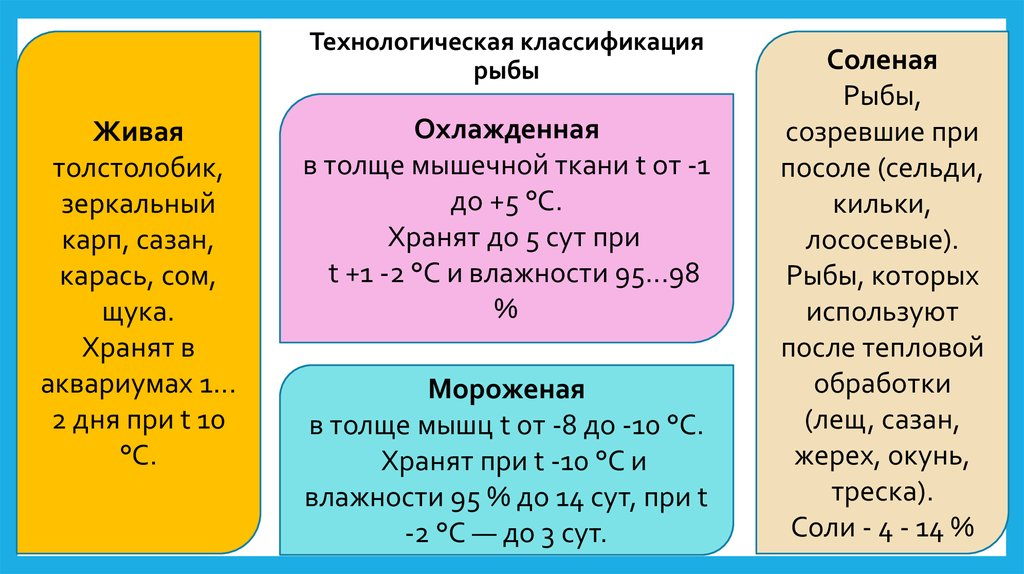 Технологическая классификация
рыбы
Живая
толстолобик,
зеркальный
карп, сазан,
карась, сом,
щука.
Хранят в
аквариумах 1...
2 дня при t 10
°С.
Охлажденная
в толще мышечной ткани t от -1
до +5 °С.
Хранят до 5 сут при
t +1 -2 °С и влажности 95...98
%
Мороженая
в толще мышц t от -8 до -10 °С.
Хранят при t -10 °С и
влажности 95 % до 14 сут, при t
-2 °С — до 3 сут.
Соленая
Рыбы,
созревшие при
посоле (сельди,
кильки,
лососевые).
Рыбы, которых
используют
после тепловой
обработки
(лещ, сазан,
жерех, окунь,
треска).
Соли - 4 - 14 %